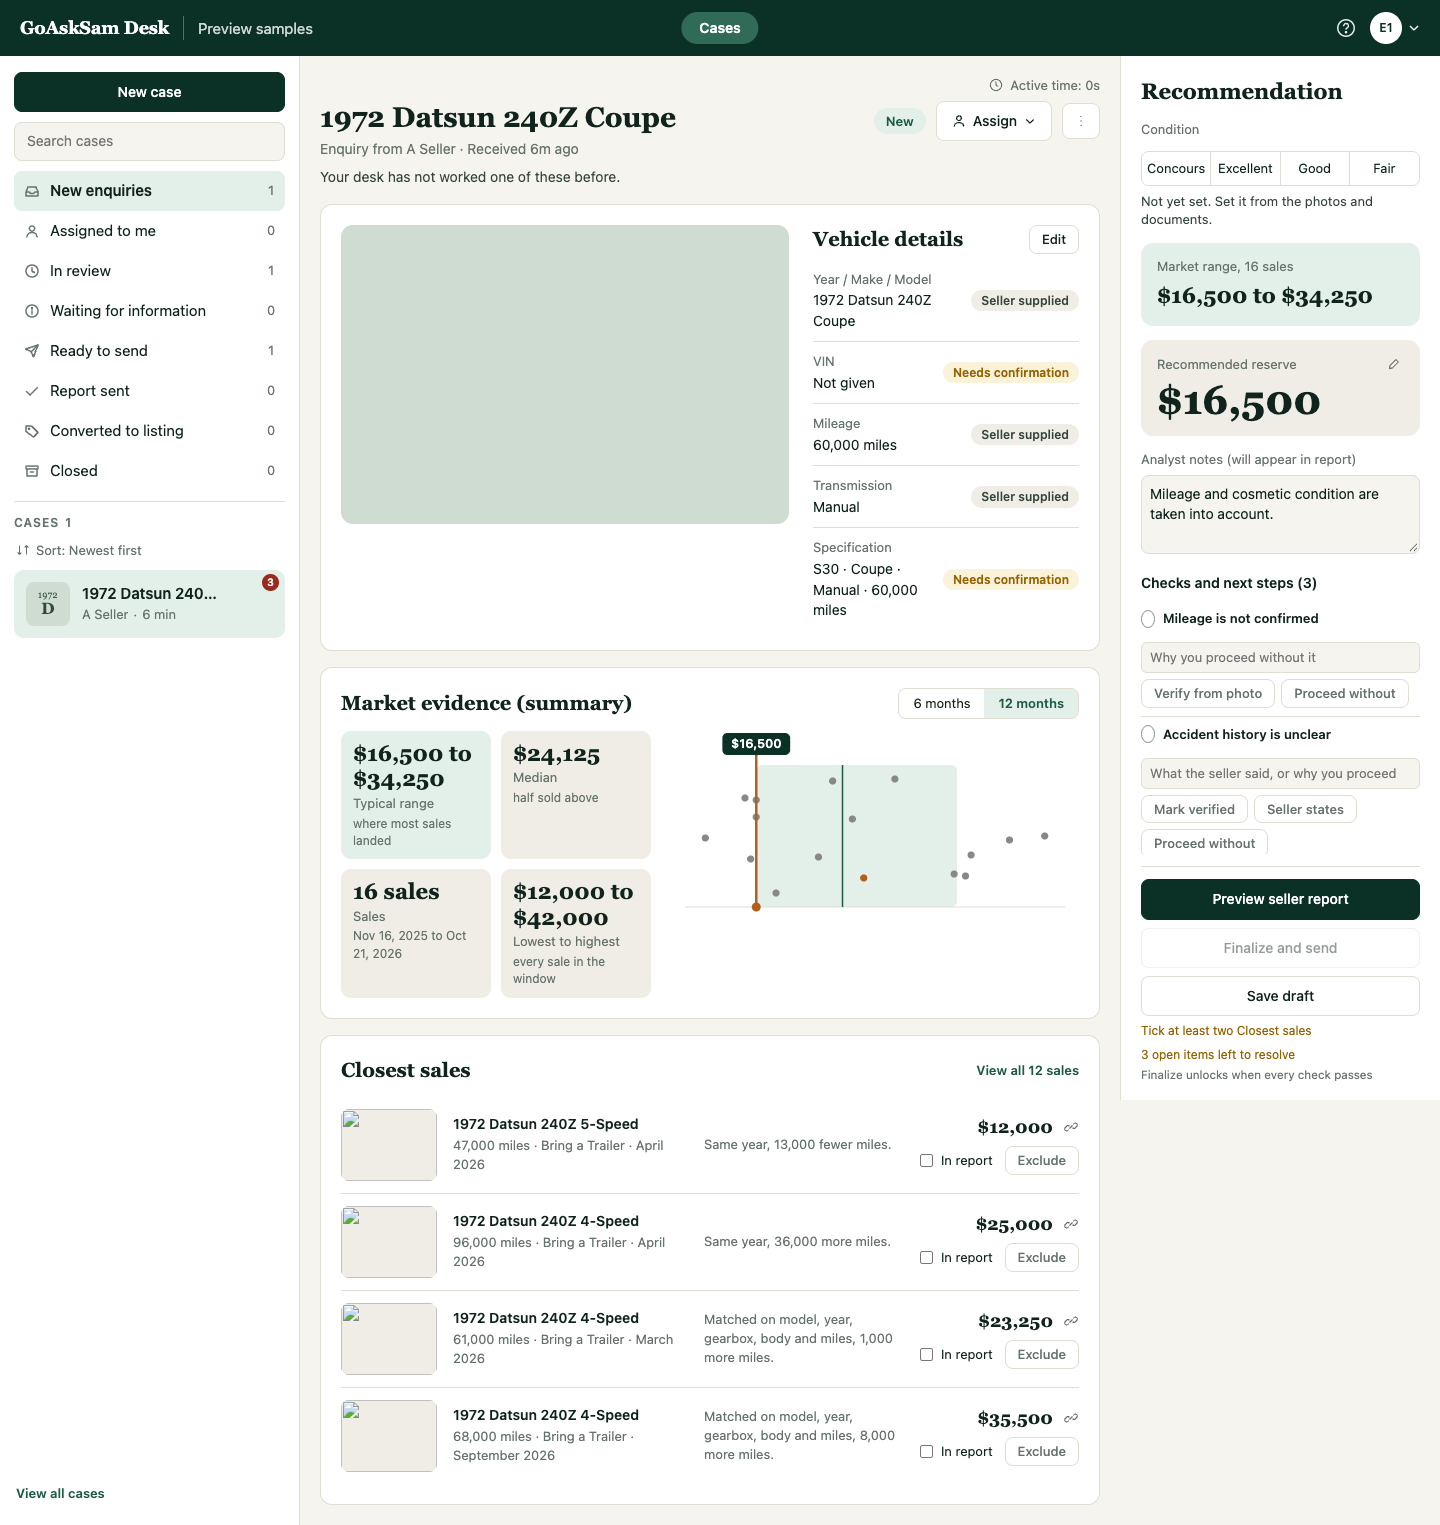 GoAskSam Desk
Preview samples
Cases
E1
New case
Search cases
New enquiries 1
Assigned to me 0
In review 1
Waiting for information 0
Ready to send 1
Report sent 0
Converted to listing 0
Closed 0
CASES 1
Sort: Newest first
1972
D
1972 Datsun 240...
A Seller · 6 min
3
View all cases
Active time: 0s
1972 Datsun 240Z Coupe
New
Assign
Enquiry from A Seller · Received 6m ago
Your desk has not worked one of these before.
Vehicle details
Edit
Year / Make / Model
1972 Datsun 240Z
Coupe
Seller supplied
VIN
Not given
Needs confirmation
Mileage
60,000 miles
Seller supplied
Transmission
Manual
Seller supplied
Specification
S30 · Coupe ·
Manual · 60,000
miles
Needs confirmation
Market evidence (summary)
6 months
12 months
$16,500 to
$34,250
Typical range
where most sales
landed
$24,125
Median
half sold above
16 sales
Sales
Nov 16, 2025 to Oct
21, 2026
$12,000 to
$42,000
Lowest to highest
every sale in the
window
$16,500
Closest sales
View all 12 sales
1972 Datsun 240Z 5-Speed
47,000 miles · Bring a Trailer · April
2026
Same year, 13,000 fewer miles.
$12,000
In report
Exclude
1972 Datsun 240Z 4-Speed
96,000 miles · Bring a Trailer · April
2026
Same year, 36,000 more miles.
$25,000
In report
Exclude
1972 Datsun 240Z 4-Speed
61,000 miles · Bring a Trailer · March
2026
Matched on model, year,
gearbox, body and miles, 1,000
more miles.
$23,250
In report
Exclude
1972 Datsun 240Z 4-Speed
68,000 miles · Bring a Trailer ·
September 2026
Matched on model, year,
gearbox, body and miles, 8,000
more miles.
$35,500
In report
Exclude
Recommendation
Condition
Concours
Excellent
Good
Fair
Not yet set. Set it from the photos and
documents.
Market range, 16 sales
$16,500 to $34,250
Recommended reserve
$16,500
Analyst notes (will appear in report)
Mileage and cosmetic condition are
taken into account.
Checks and next steps (3)
Mileage is not confirmed
Why you proceed without it
Verify from photo
Proceed without
Accident history is unclear
What the seller said, or why you proceed
Mark verified
Seller states
Proceed without
Preview seller report
Finalize and send
Save draft
Tick at least two Closest sales
3 open items left to resolve
Finalize unlocks when every check passes